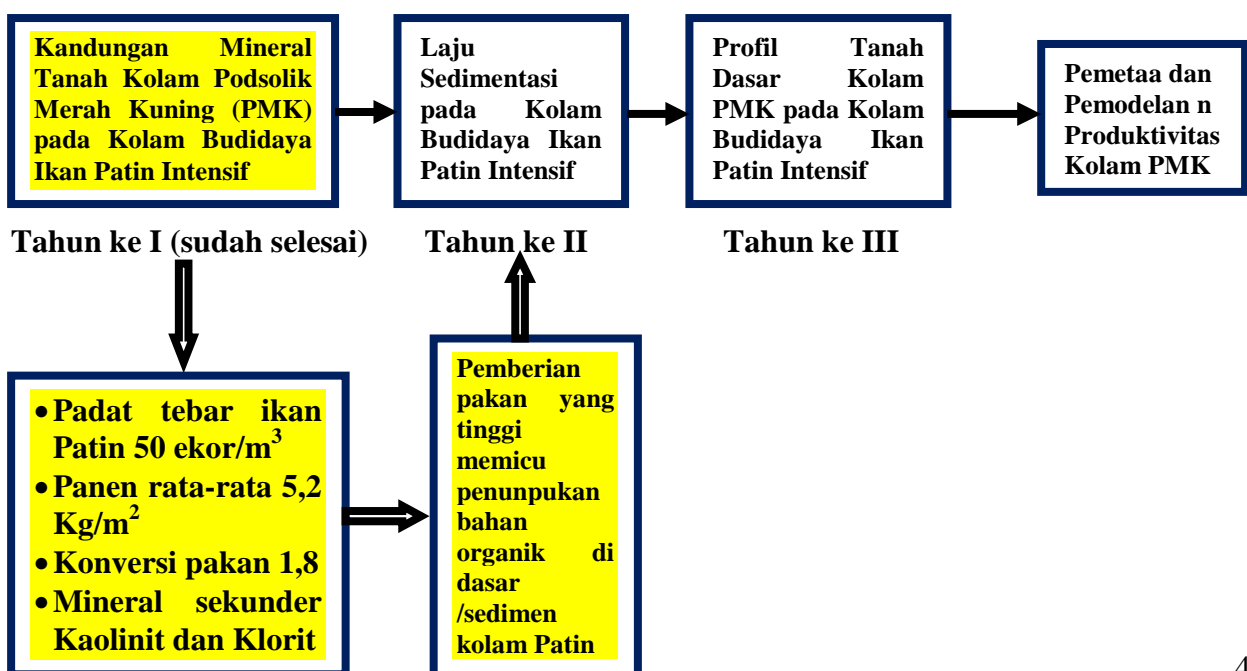 Kandungan Mineral
Tanah Kolam Podsolik
Merah Kuning (PMK)
pada Kolam Budidaya
Ikan Patin Intensif
Laju
Sedimentasi
pada Kolam
Budidaya Ikan
Patin Intensif
Profil Tanah
Dasar Kolam
PMK pada Kolam
Budidaya Ikan
Patin Intensif
Pemetaa dan
Pemodelan n
Produktivitas
Kolam PMK
Tahun ke I (sudah selesai)
Tahun ke II
Tahun ke III
• Padat tebar ikan
Patin 50 ekor/m³
• Panen rata-rata 5,2
Kg/m²
• Konversi pakan 1,8
• Mineral sekunder
Kaolinit dan Klorit
Pemberian
pakan yang
tinggi
memicu
penunpukan
bahan
organik di
dasar
/sedimen
kolam Patin